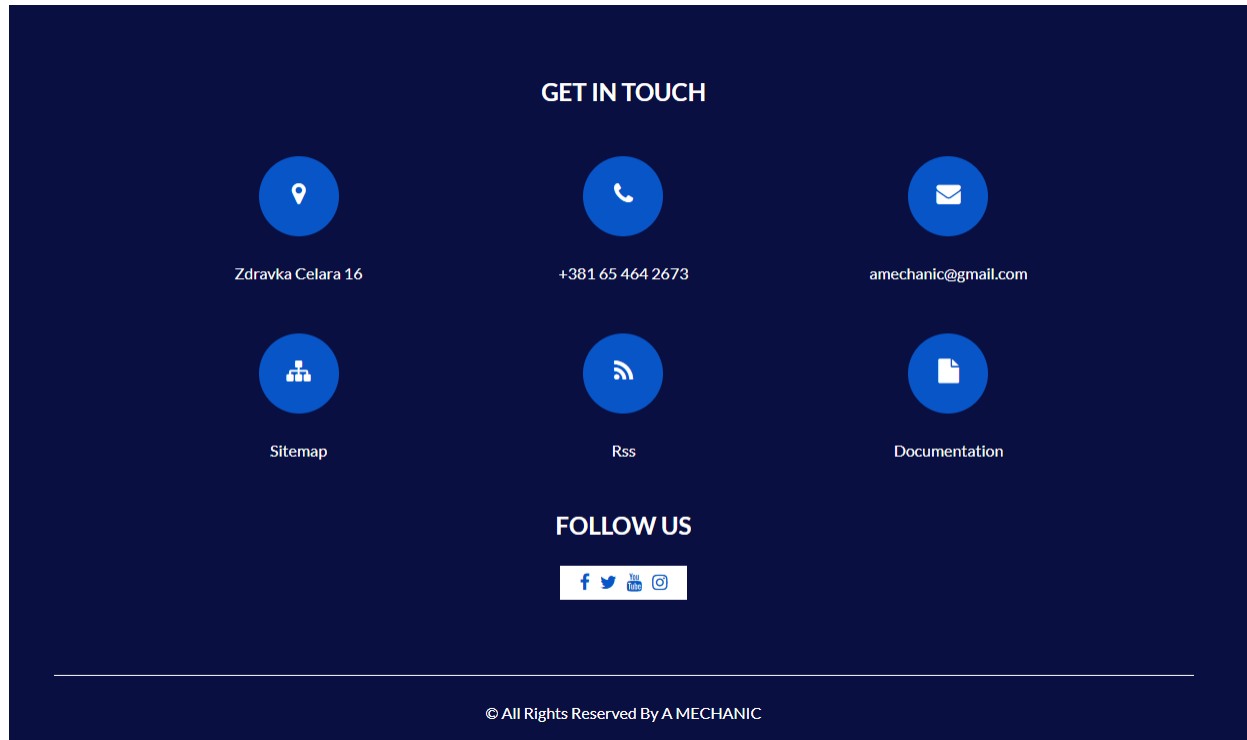 GET IN TOUCH
Zdravka Celara 16
+381 65 464 2673
amechanic@gmail.com
Sitemap
Rss
Documentation
FOLLOW US
You
Tube
© All Rights Reserved By A MECHANIC